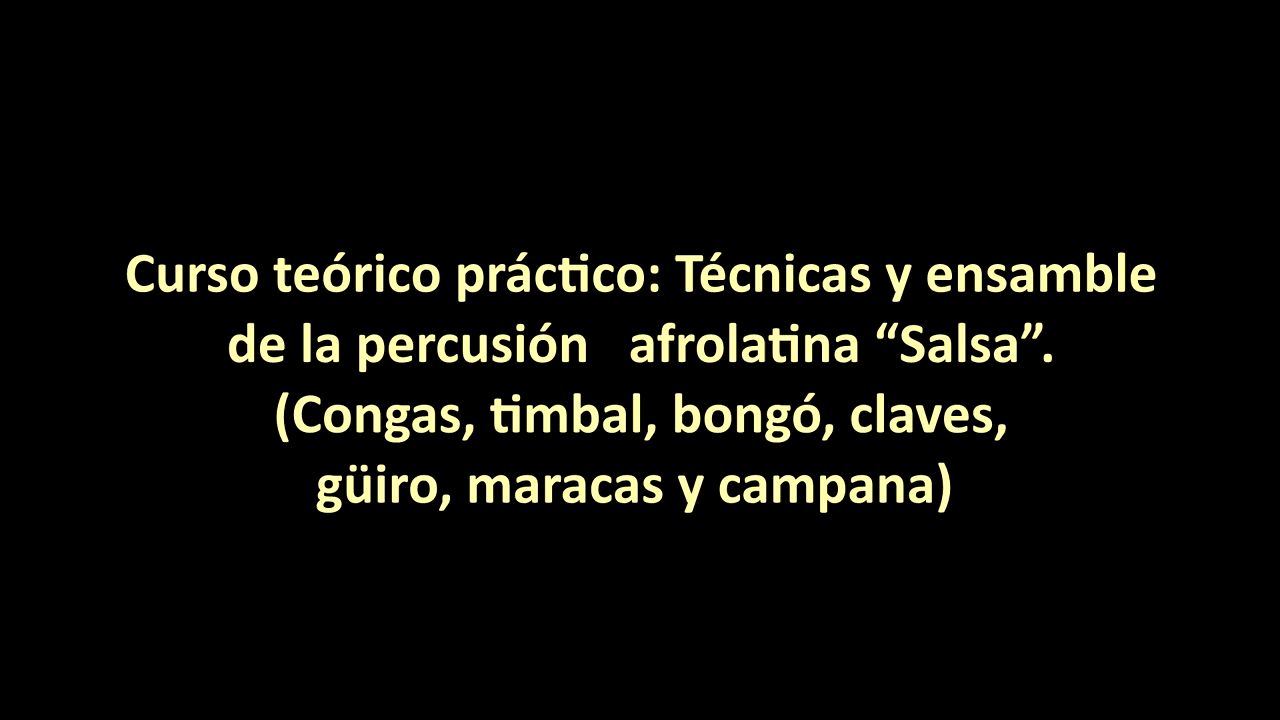 Curso teórico práctico: Técnicas y ensamble
de la percusión   afrolatina “Salsa”.
(Congas, timbal, bongó, claves,
güiro, maracas y campana)